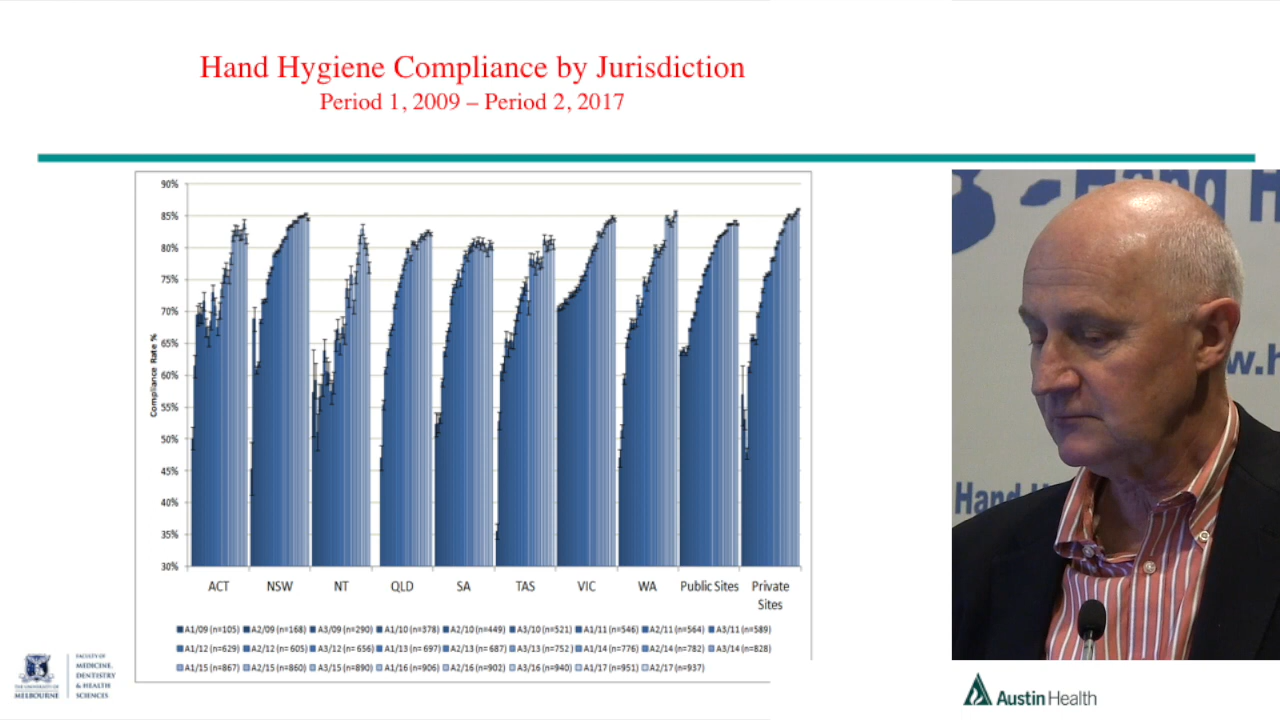 Hand Hygiene Compliance by Jurisdiction
Period 1, 2009 – Period 2, 2017
90%
85%
80%
75%
70%
65%
60%
55%
50%
45%
40%
35%
30%
Compliance Rate %
ACT NSW NT QLD SA TAS VIC WA Public Sites Private
Sites
A1/09 (n=105) A2/09 (n=168) A3/09 (n=290) A1/10 (n=378) A2/10 (n=449) A3/10 (n=521) A1/11 (n=546) A2/11 (n=564) A3/11 (n=589)
A1/12 (n=629) A2/12 (n= 605) A3/12 (n= 656) A1/13 (n= 697) A2/13 (n= 687) A3/13 (n= 752) A1/14 (n=776) A2/14 (n=782) A3/14 (n=828)
A1/15 (n=867) A2/15 (n=860) A3/15 (n=890) A1/16 (n=906) A2/16 (n=902) A3/16 (n=940) A1/17 (n=951) A2/17 (n=937)
Hand H
w.h
Hand H
THE UNIVERSITY OF
MELBOURNE
FACULTY OF
MEDICINE,
DENTISTRY
& HEALTH
SCIENCES
Austin Health